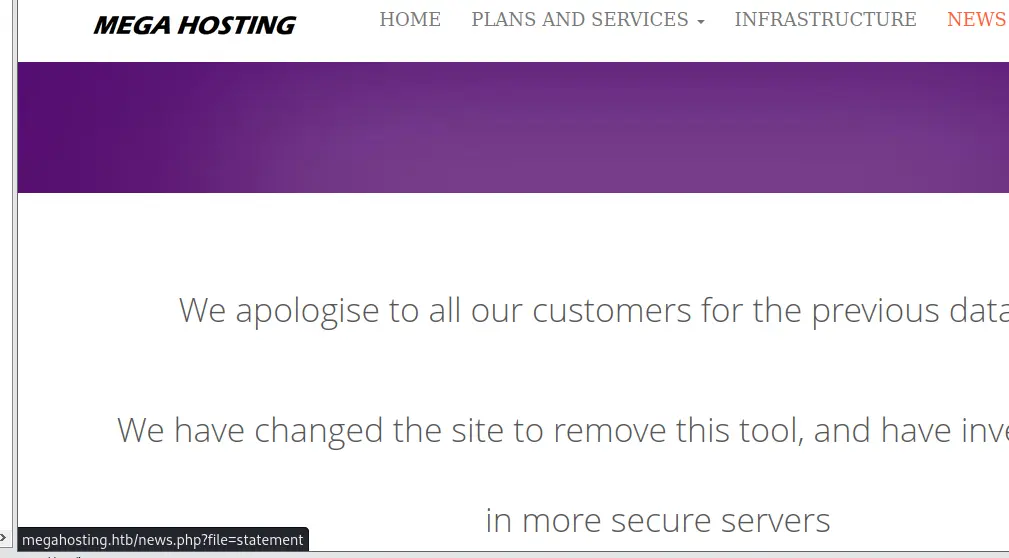 MEGA HOSTING
HOME PLANS AND SERVICES INFRASTRUCTURE NEWS
We apologise to all our customers for the previous data
We have changed the site to remove this tool, and have inve
in more secure servers
megahosting.htb/news.php?file=statement